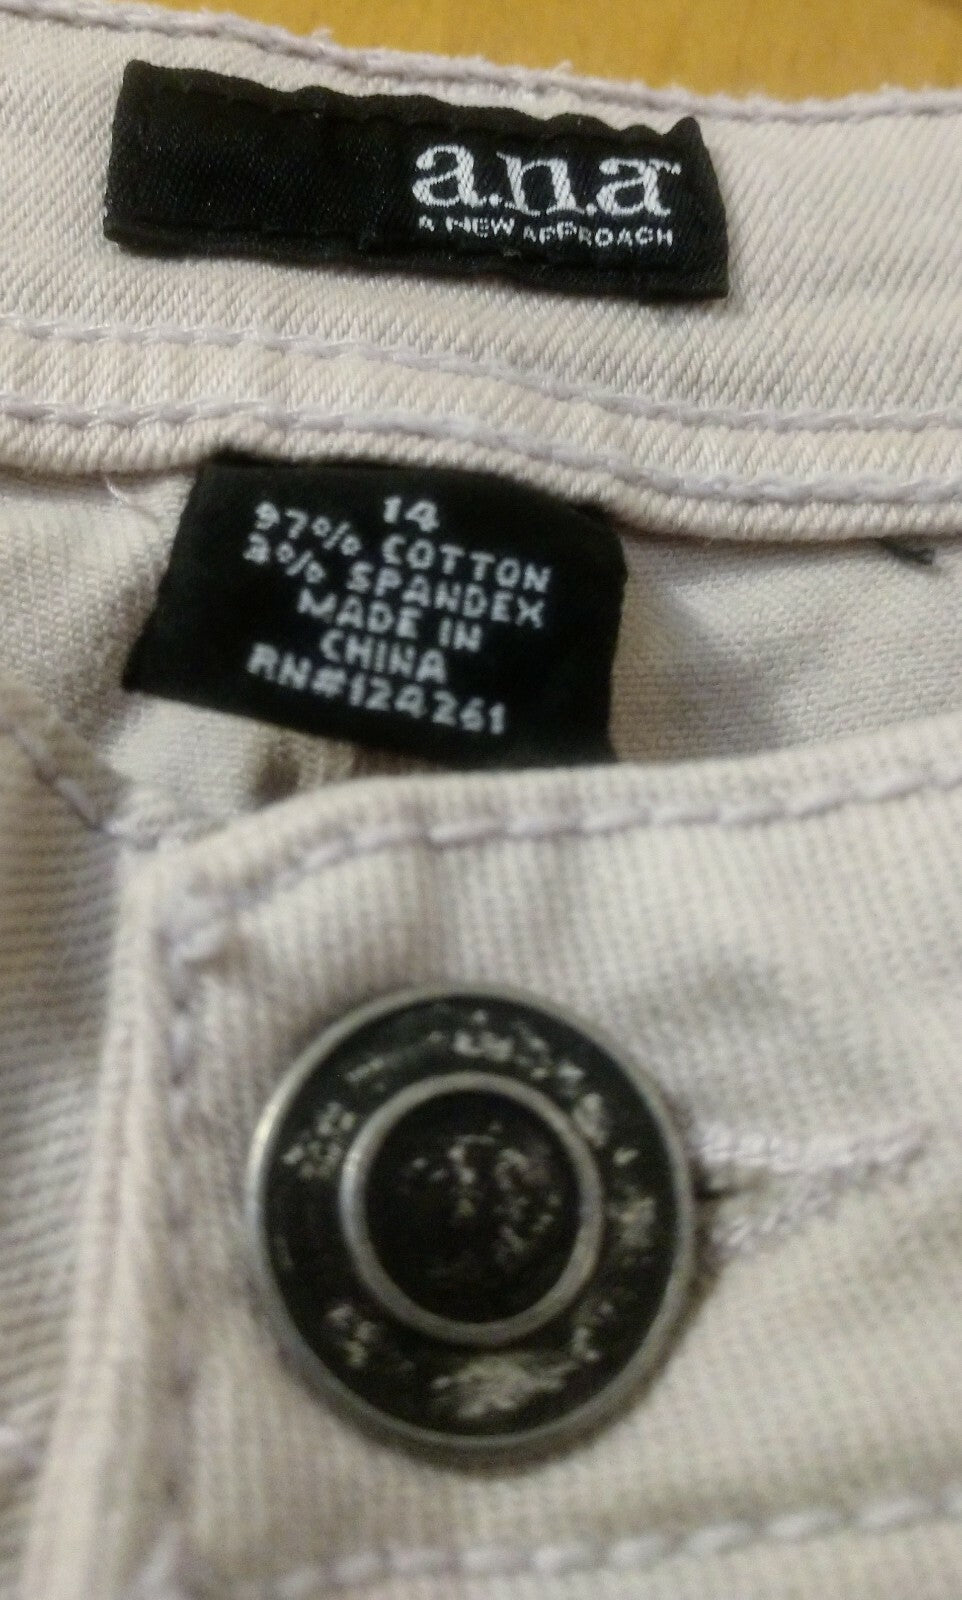 a.n.a
A NEW APPROACH
14
97% COTTON
3% SPANDEX
MADE IN
CHINA
RN#124261